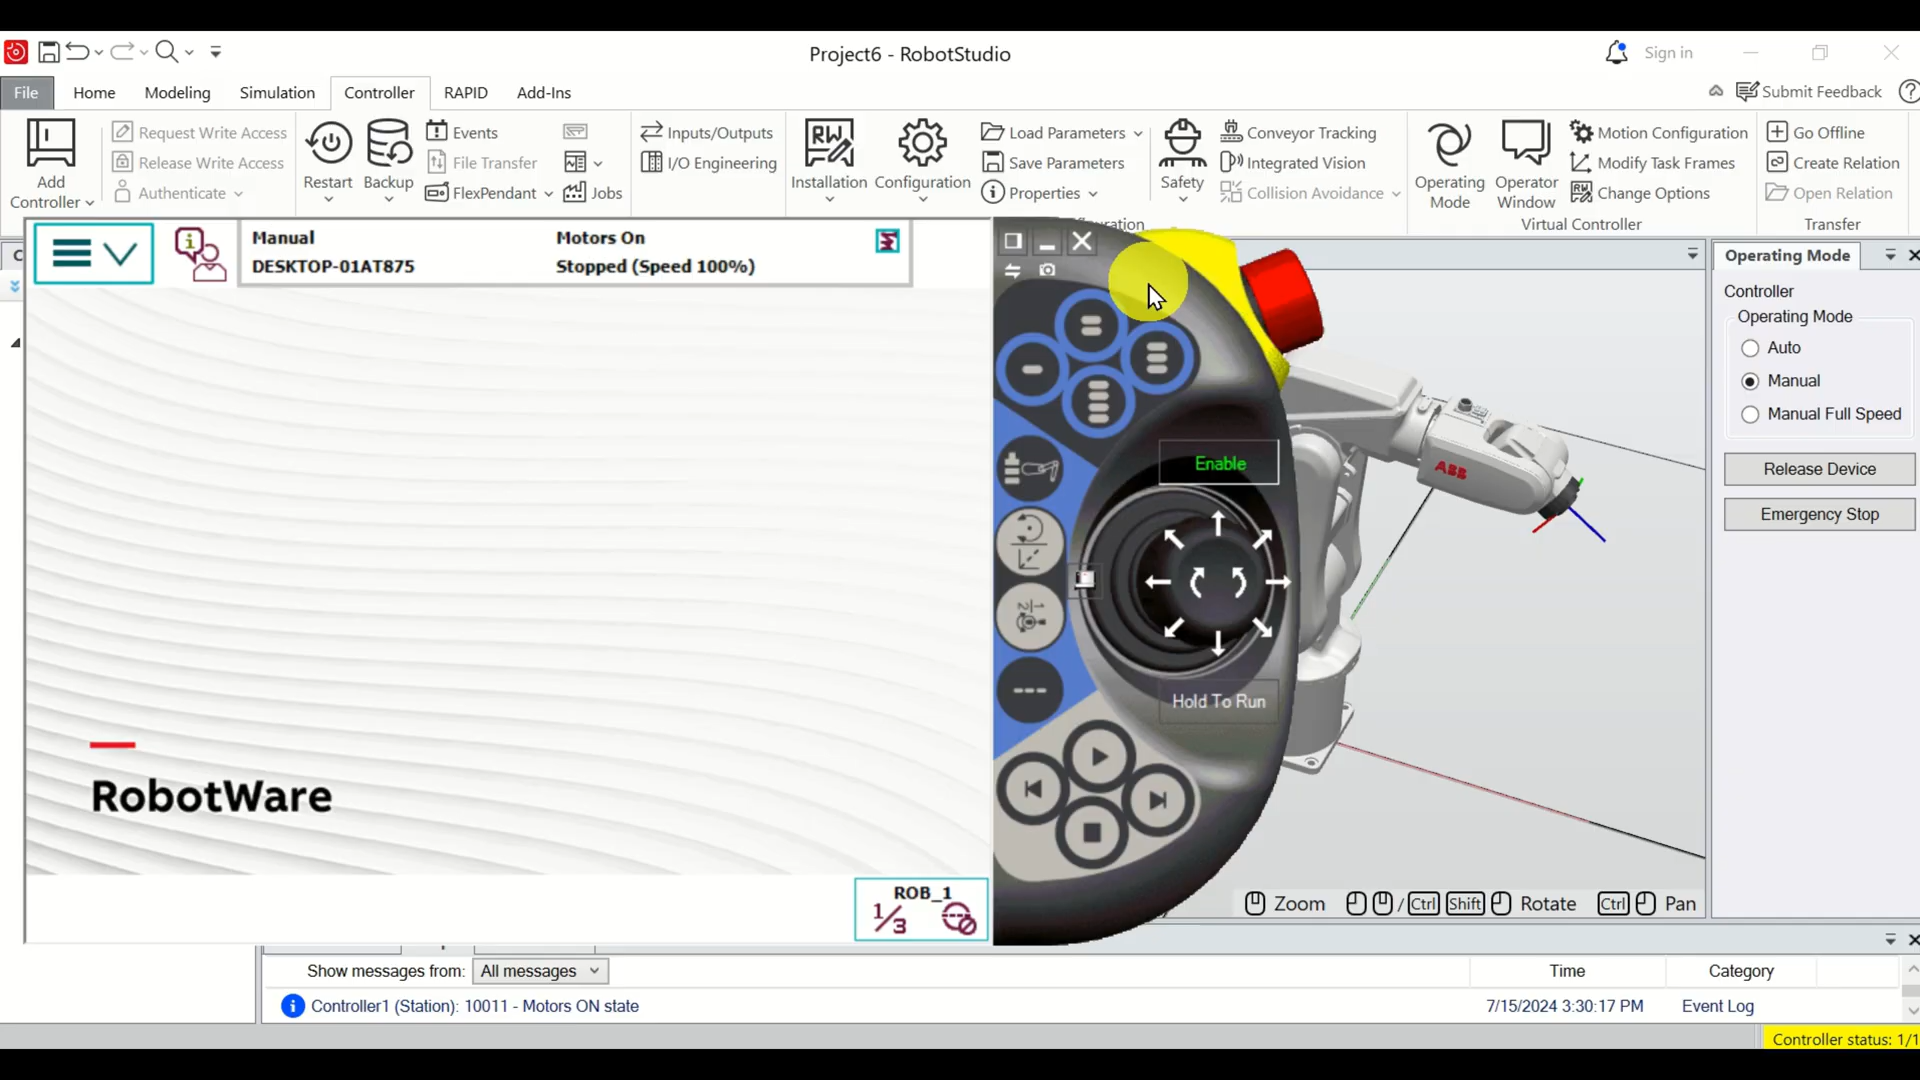 Project6 - RobotStudio
Sign in
File Home Modeling Simulation Controller RAPID Add-Ins
Submit Feedback
Add Controller
Request Write Access
Release Write Access
Authenticate
Restart
Backup
Events
File Transfer
FlexPendant
Jobs
Inputs/Outputs
I/O Engineering
Installation
Configuration
Load Parameters
Save Parameters
Properties
Safety
Conveyor Tracking
Integrated Vision
Collision Avoidance
Operating Mode
Operator Window
Motion Configuration
Modify Task Frames
Change Options
Virtual Controller
Go Offline
Create Relation
Open Relation
Transfer
Manual
DESKTOP-01AT875
Motors On
Stopped (Speed 100%)
RobotWare
ROB_1
1/3
Enable
Hold To Run
ABB
Zoom
Ctrl Shift Rotate
Ctrl Pan
Operating Mode
Controller
Operating Mode
Auto
Manual
Manual Full Speed
Release Device
Emergency Stop
Show messages from: All messages
Time
Category
Controller1 (Station): 10011 - Motors ON state
7/15/2024 3:30:17 PM
Event Log
Controller status: 1/1